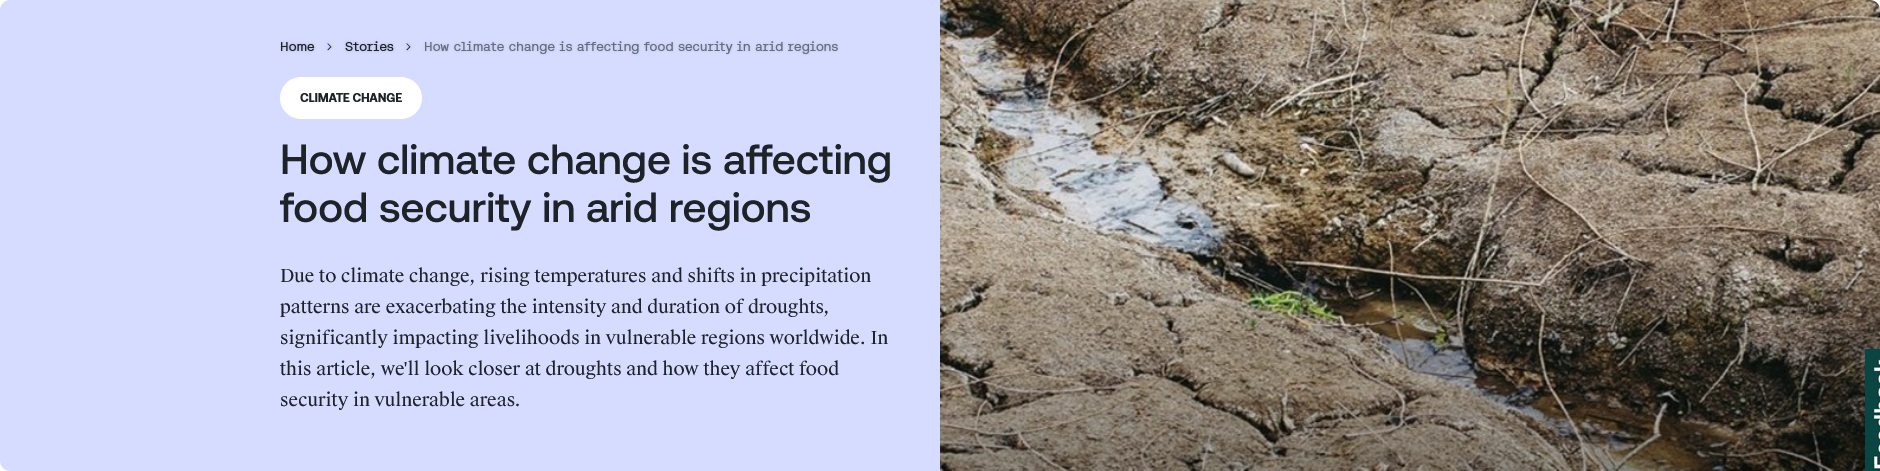 Home > Stories > How climate change is affecting food security in arid regions
CLIMATE CHANGE
How climate change is affecting
food security in arid regions
Due to climate change, rising temperatures and shifts in precipitation
patterns are exacerbating the intensity and duration of droughts,
significantly impacting livelihoods in vulnerable regions worldwide. In
this article, we'll look closer at droughts and how they affect food
security in vulnerable areas.